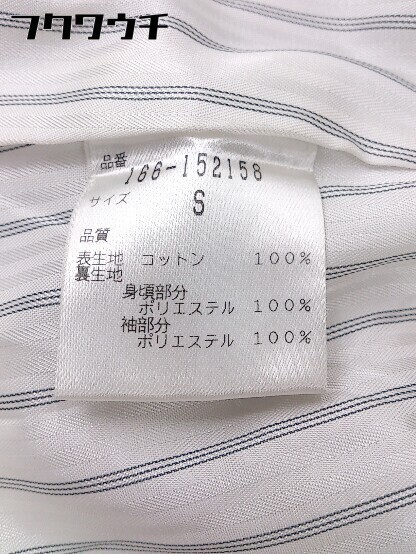 フクワウチ
品番 166-152158
サイズ S
品質
表生地 コットン 100%
裏生地
身頃部分
ポリエステル 100%
袖部分
ポリエステル 100%